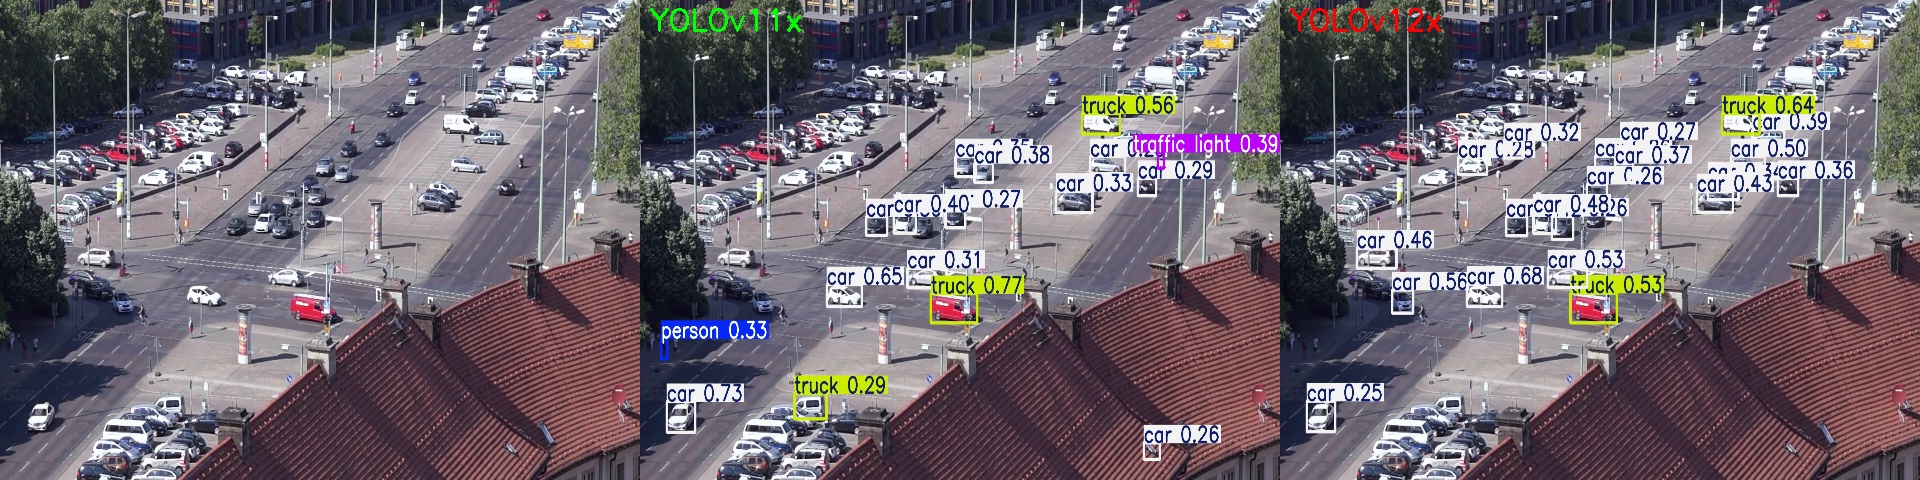 YOLOv11x
YOLOv12x
truck 0.56
traffic light 0.39
car 0.38
car 0.29
car 0.33
car 0.40
0.27
car 0.31
car 0.65
truck 0.77
person 0.33
truck 0.29
car 0.73
car 0.26
truck 0.64
car 0.39
car 0.32
car 0.27
car 0.37
car 0.50
car 0.36
car 0.43
car 0.48
car 0.46
car 0.53
car 0.56
car 0.68
truck 0.53
car 0.25